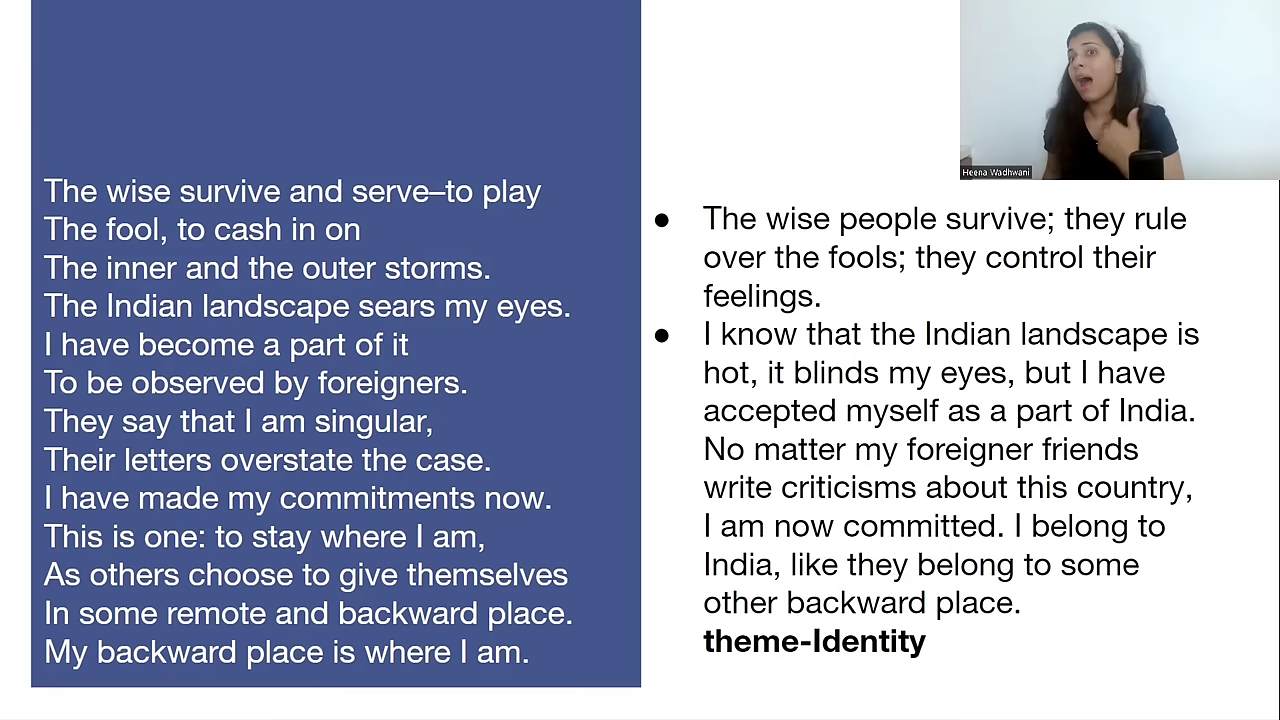 The wise survive and serve–to play
The fool, to cash in on
The inner and the outer storms.
The Indian landscape sears my eyes.
I have become a part of it
To be observed by foreigners.
They say that I am singular,
Their letters overstate the case.
I have made my commitments now.
This is one: to stay where I am,
As others choose to give themselves
In some remote and backward place.
My backward place is where I am.
Heena Wadhwani
● The wise people survive; they rule
over the fools; they control their
feelings.
● I know that the Indian landscape is
hot, it blinds my eyes, but I have
accepted myself as a part of India.
No matter my foreigner friends
write criticisms about this country,
I am now committed. I belong to
India, like they belong to some
other backward place.
theme-Identity